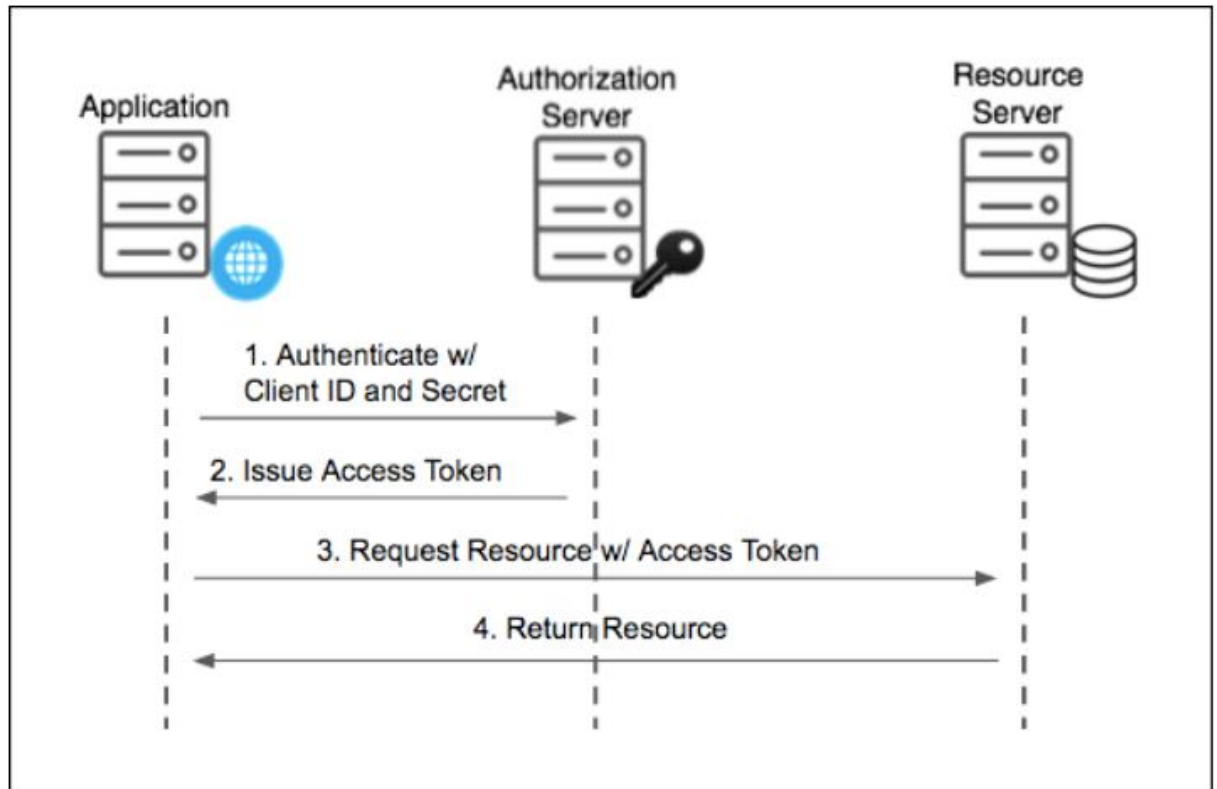 Application
Authorization
Server
Resource
Server
1. Authenticate w/
Client ID and Secret
2. Issue Access Token
3. Request Resource w/ Access Token
4. Return Resource